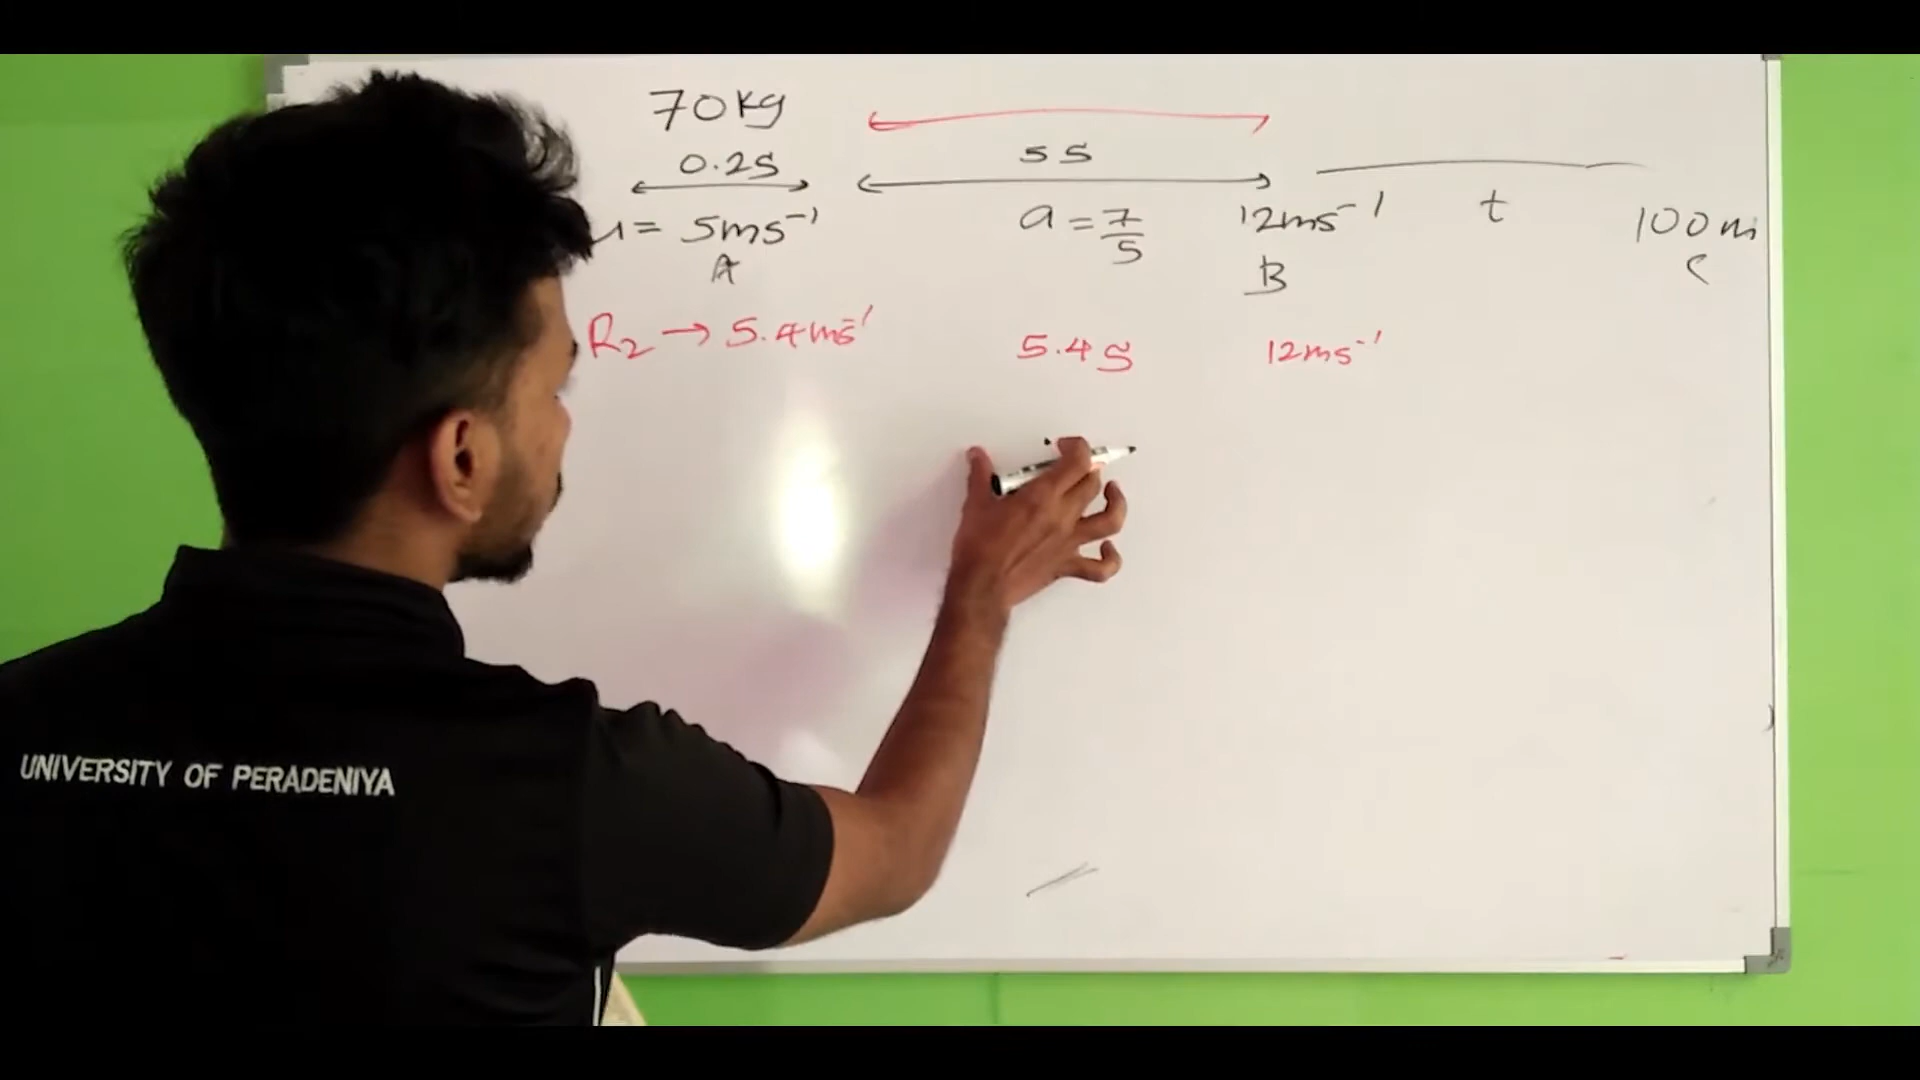 70kg
0.2s
5s
u = 5ms⁻¹
a = 7/5
12ms⁻¹
t
100m
A
B
C
R₂ → 5.4ms⁻¹
5.4s
12ms⁻¹
UNIVERSITY OF PERADENIYA